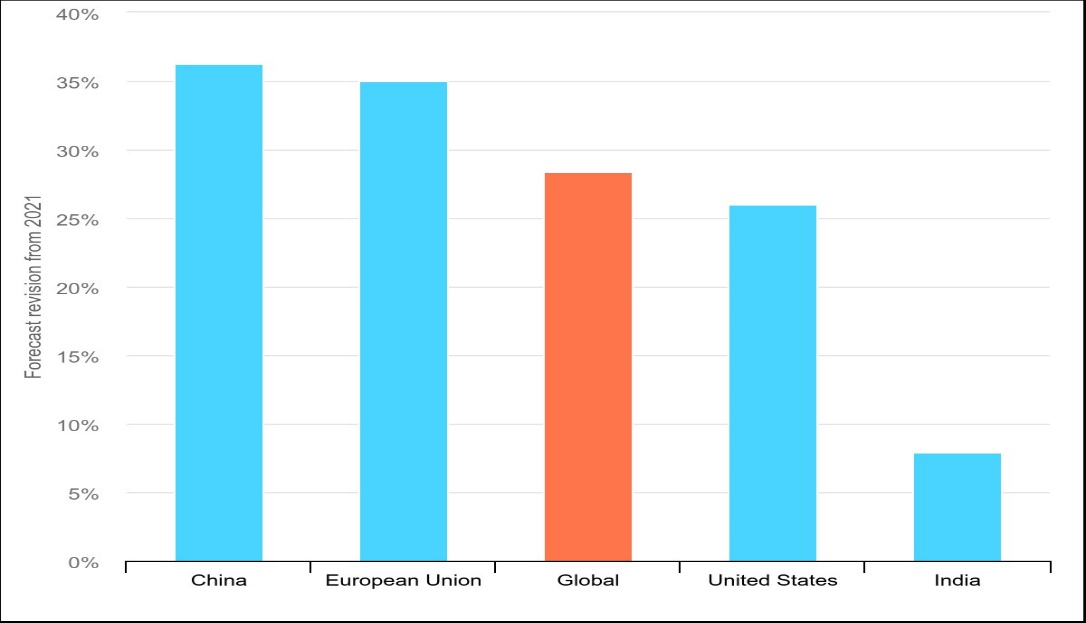 40%
35%
30%
25%
20%
15%
10%
5%
0%
Forecast revision from 2021
China
European Union
Global
United States
India